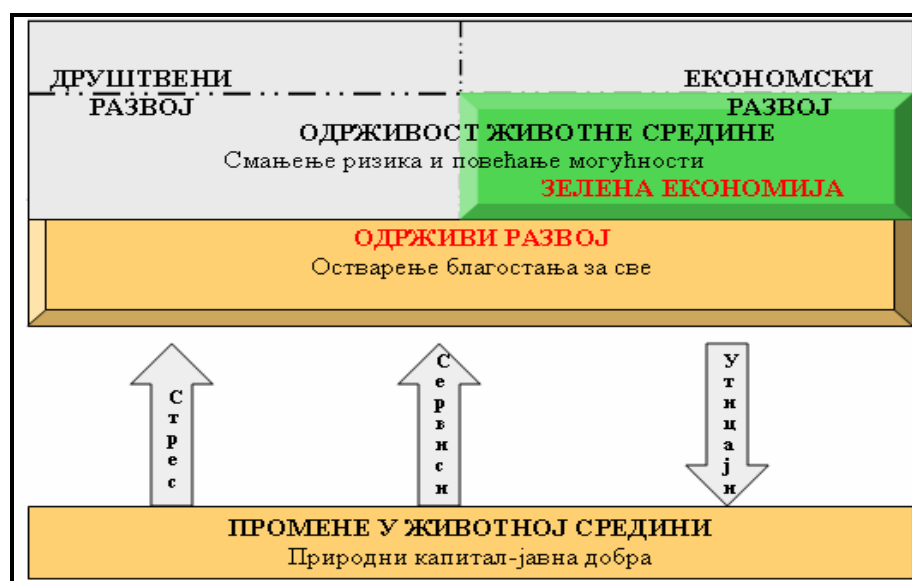 ДРУШТВЕНИ
РАЗВОЈ
ЕКОНОМСКИ
РАЗВОЈ
ОДРЖИВОСТ ЖИВОТНЕ СРЕДИНЕ
Смањење ризика и повећање могућности
ЗЕЛЕНА ЕКОНОМИЈА
ОДРЖИВИ РАЗВОЈ
Остварење благостања за све
Стрес
Сервиси
Утицаји
ПРОМЕНЕ У ЖИВОТНОЈ СРЕДИНИ
Природни капитал-јавна добра